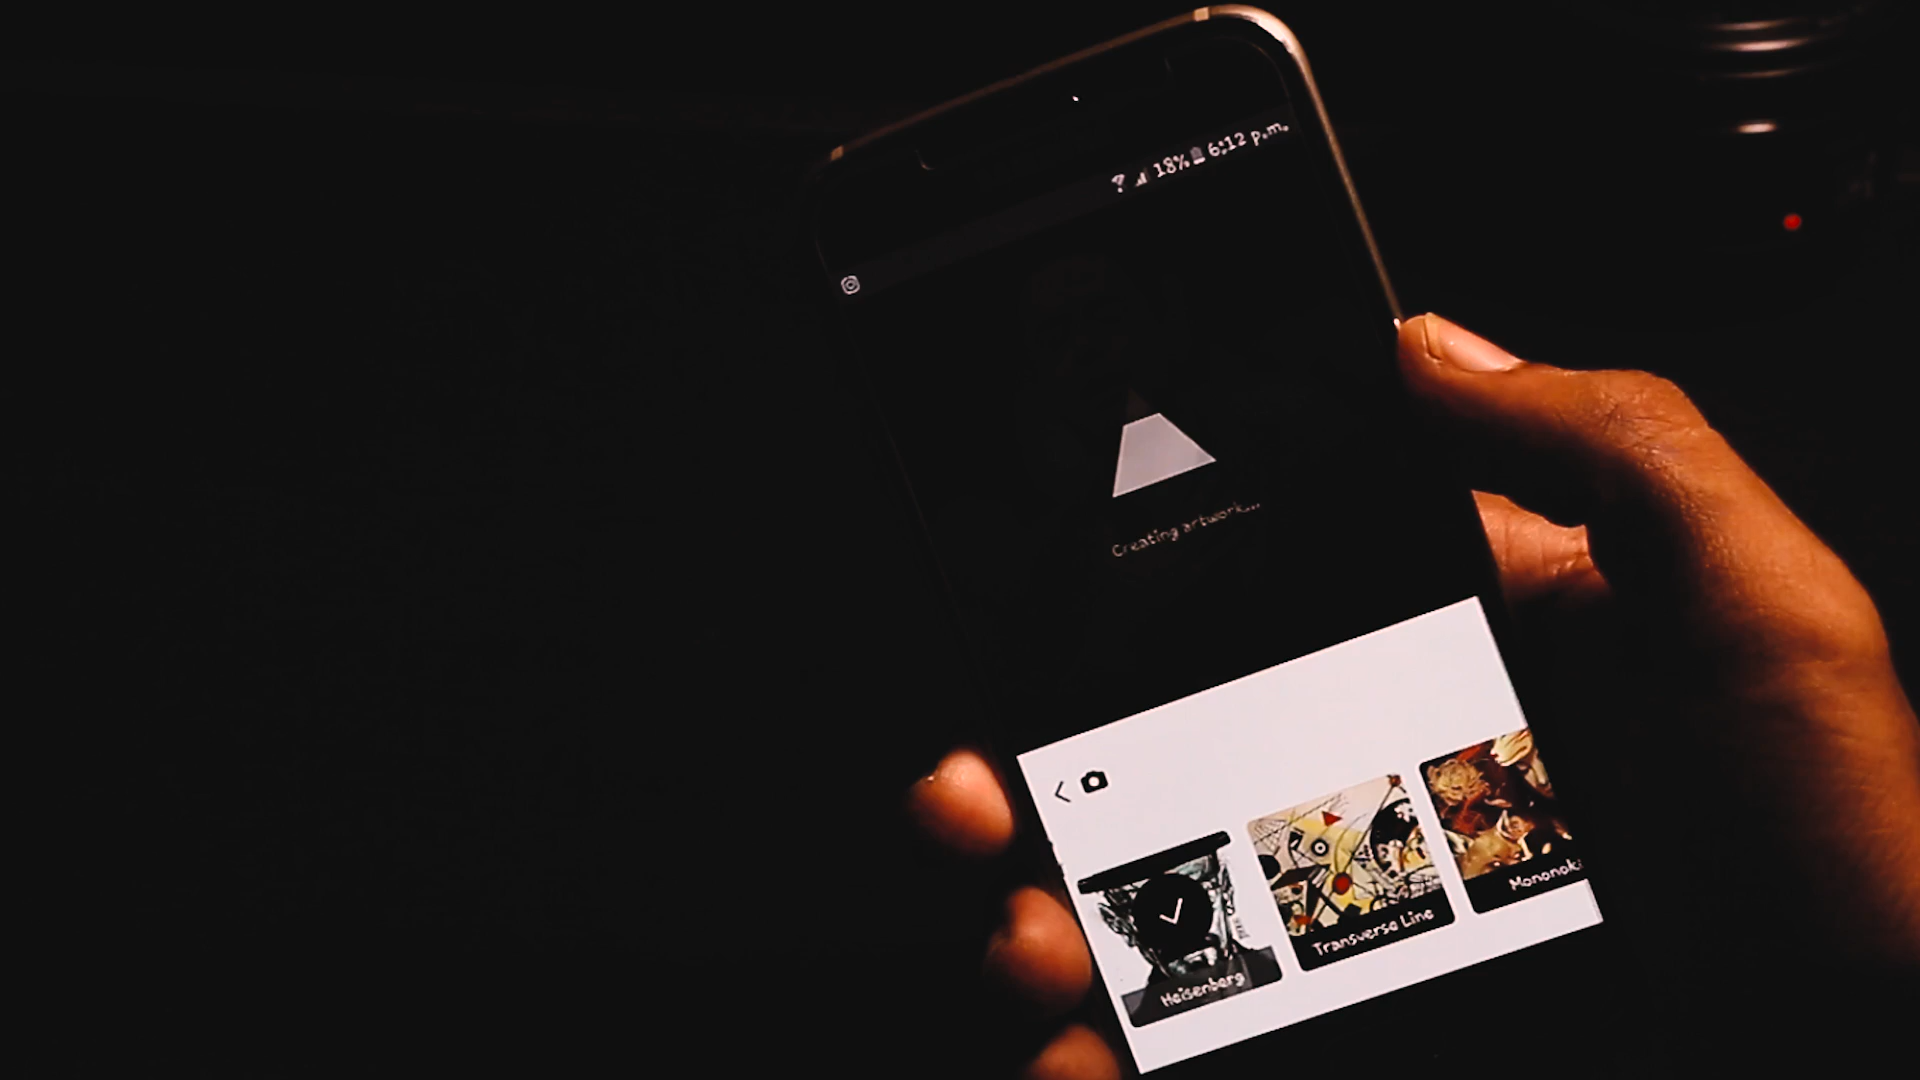 18% 6:12 p.m.
Creating artwork...
Heisenberg
Transverse Line
Mononok